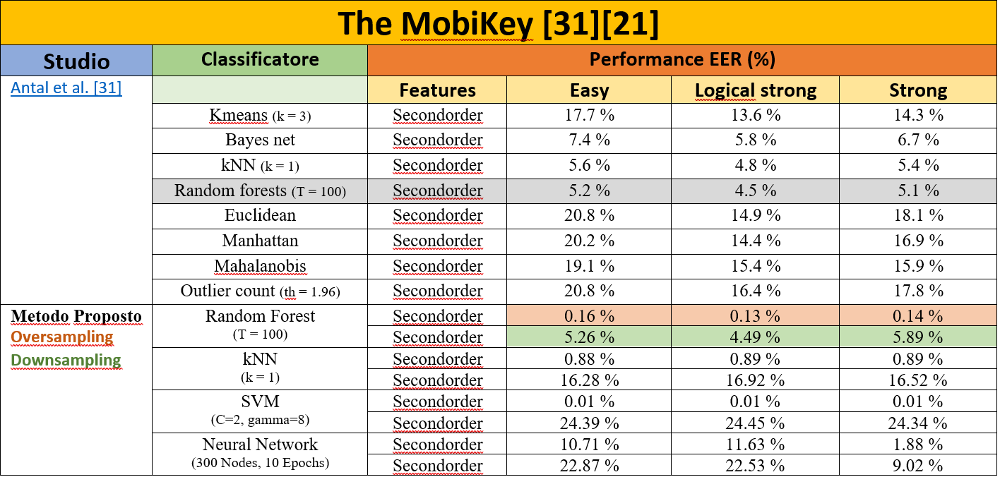 The MobiKey [31][21]
Studio Classificatore Performance EER (%)
Antal et al. [31] Features Easy Logical strong Strong
Kmeans (k = 3) Secondorder 17.7 % 13.6 % 14.3 %
Bayes net Secondorder 7.4 % 5.8 % 6.7 %
kNN (k = 1) Secondorder 5.6 % 4.8 % 5.4 %
Random forests (T = 100) Secondorder 5.2 % 4.5 % 5.1 %
Euclidean Secondorder 20.8 % 14.9 % 18.1 %
Manhattan Secondorder 20.2 % 14.4 % 16.9 %
Mahalanobis Secondorder 19.1 % 15.4 % 15.9 %
Outlier count (th = 1.96) Secondorder 20.8 % 16.4 % 17.8 %
Metodo Proposto Random Forest Secondorder 0.16 % 0.13 % 0.14 %
Oversampling (T = 100) Secondorder 5.26 % 4.49 % 5.89 %
Downsampling kNN Secondorder 0.88 % 0.89 % 0.89 %
(k = 1) Secondorder 16.28 % 16.92 % 16.52 %
SVM Secondorder 0.01 % 0.01 % 0.01 %
(C=2, gamma=8) Secondorder 24.39 % 24.45 % 24.34 %
Neural Network Secondorder 10.71 % 11.63 % 1.88 %
(300 Nodes, 10 Epochs) Secondorder 22.87 % 22.53 % 9.02 %